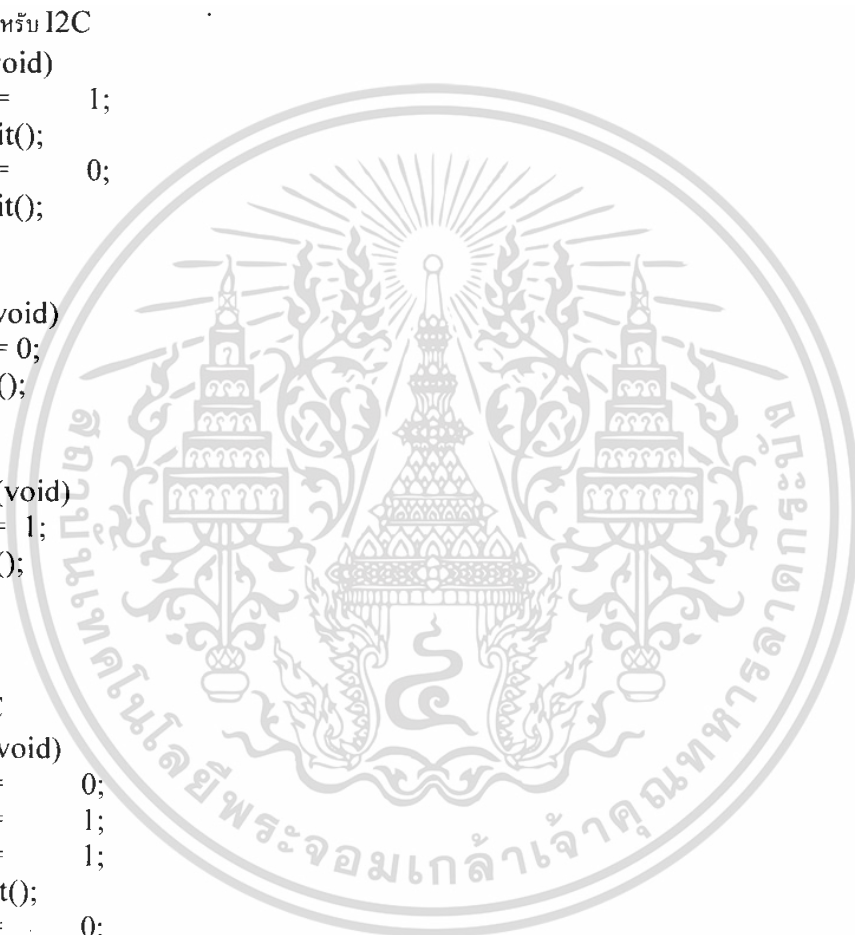 หรับ I2C
oid)
= 1;
it();
= 0;
it();
void)
= 0;
();
(void)
= 1;
();
C
void)
= 0;
= 1;
= 1;
t();
= 0;
สถาบันเทคโนโลยีพระจอมเกล้าเจ้าคุณทหารลาดกระบัง